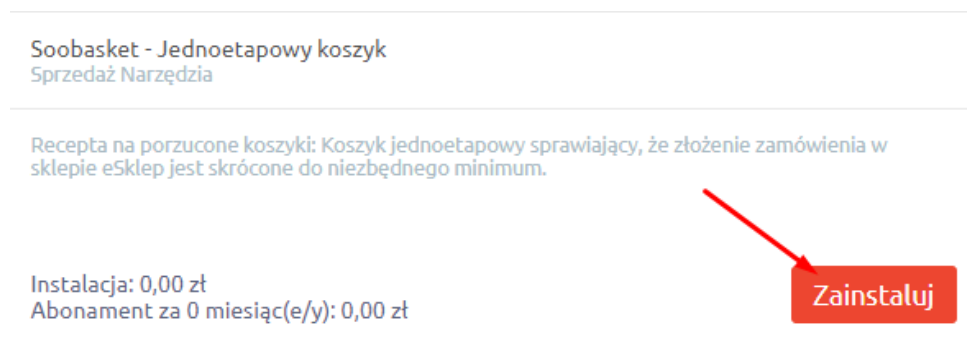 Soobasket - Jednoetapowy koszyk
Sprzedaż Narzędzia
Recepta na porzucone koszyki: Koszyk jednoetapowy sprawiający, że złożenie zamówienia w
sklepie eSklep jest skrócone do niezbędnego minimum.
Instalacja: 0,00 zł
Abonament za 0 miesiąc(e/y): 0,00 zł
Zainstaluj